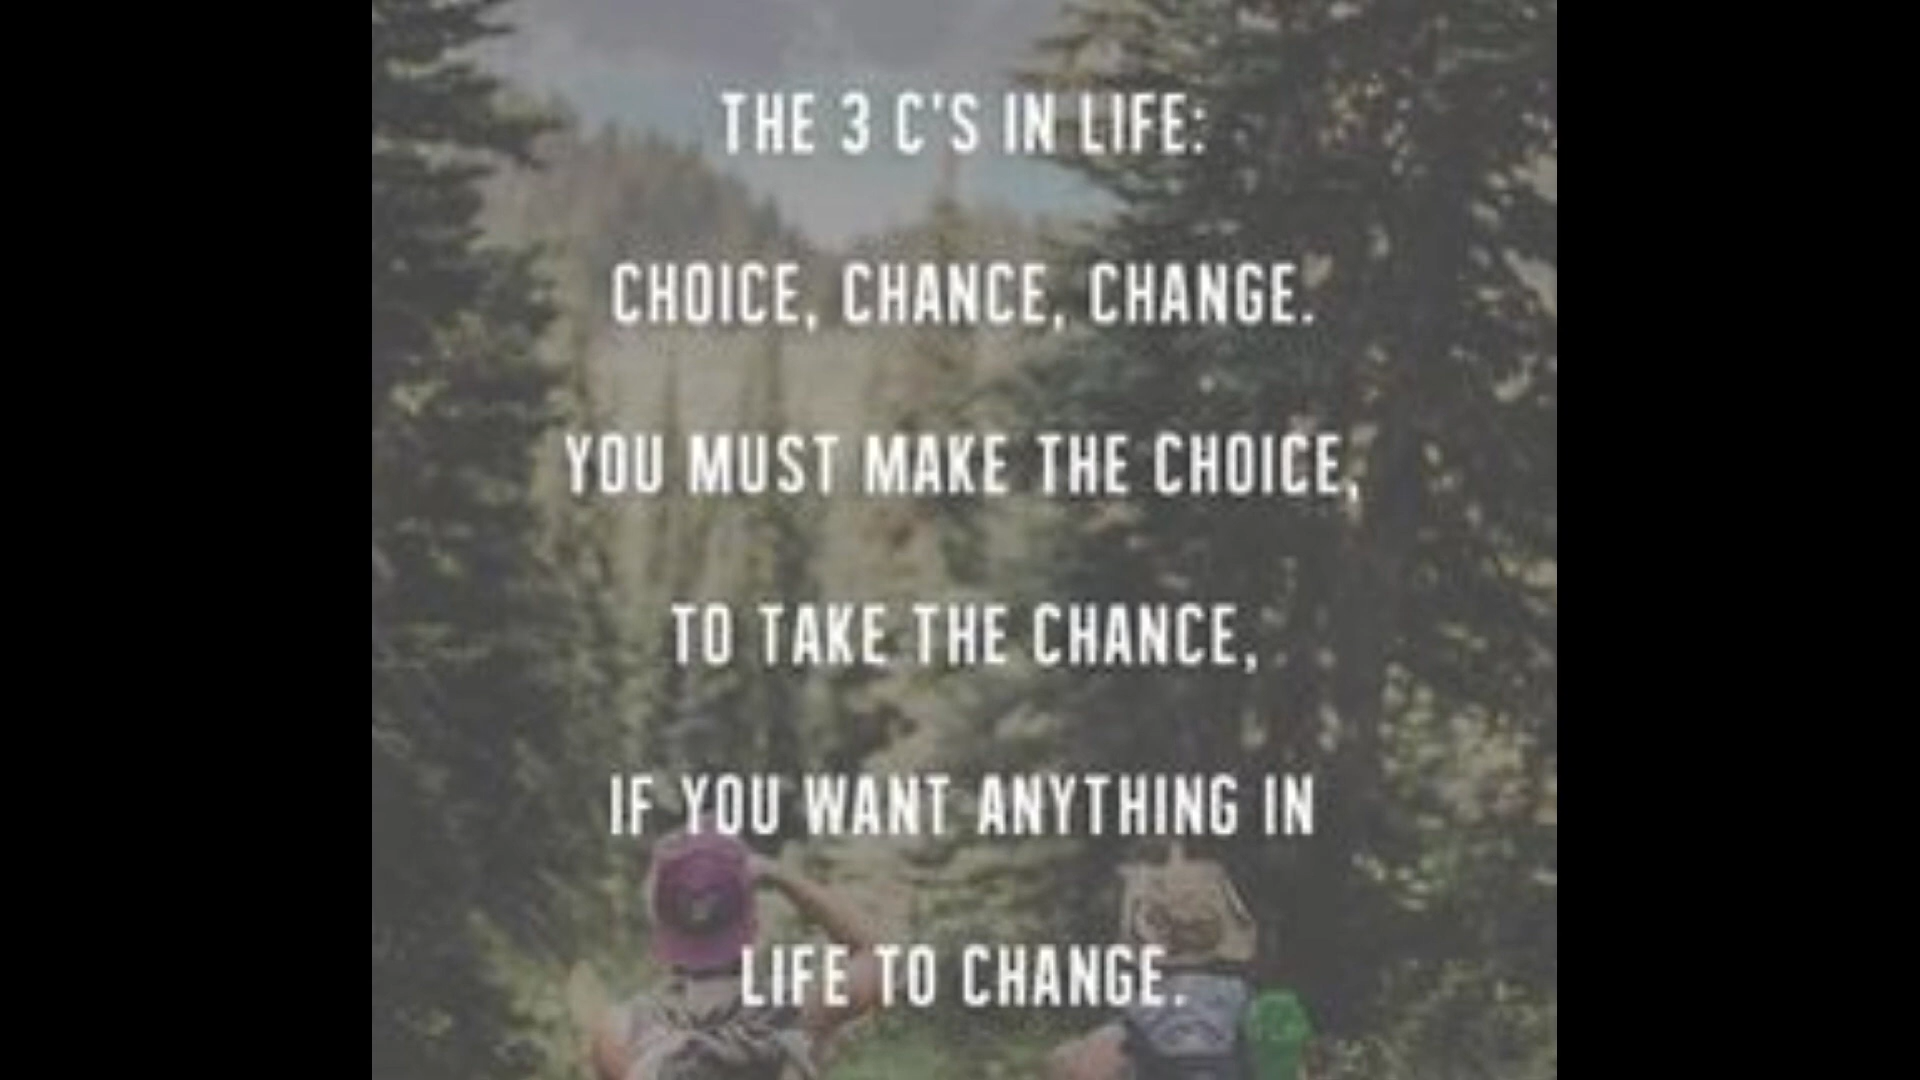 THE 3 C'S IN LIFE:
CHOICE, CHANCE, CHANGE.
YOU MUST MAKE THE CHOICE,
TO TAKE THE CHANCE,
IF YOU WANT ANYTHING IN
LIFE TO CHANGE.